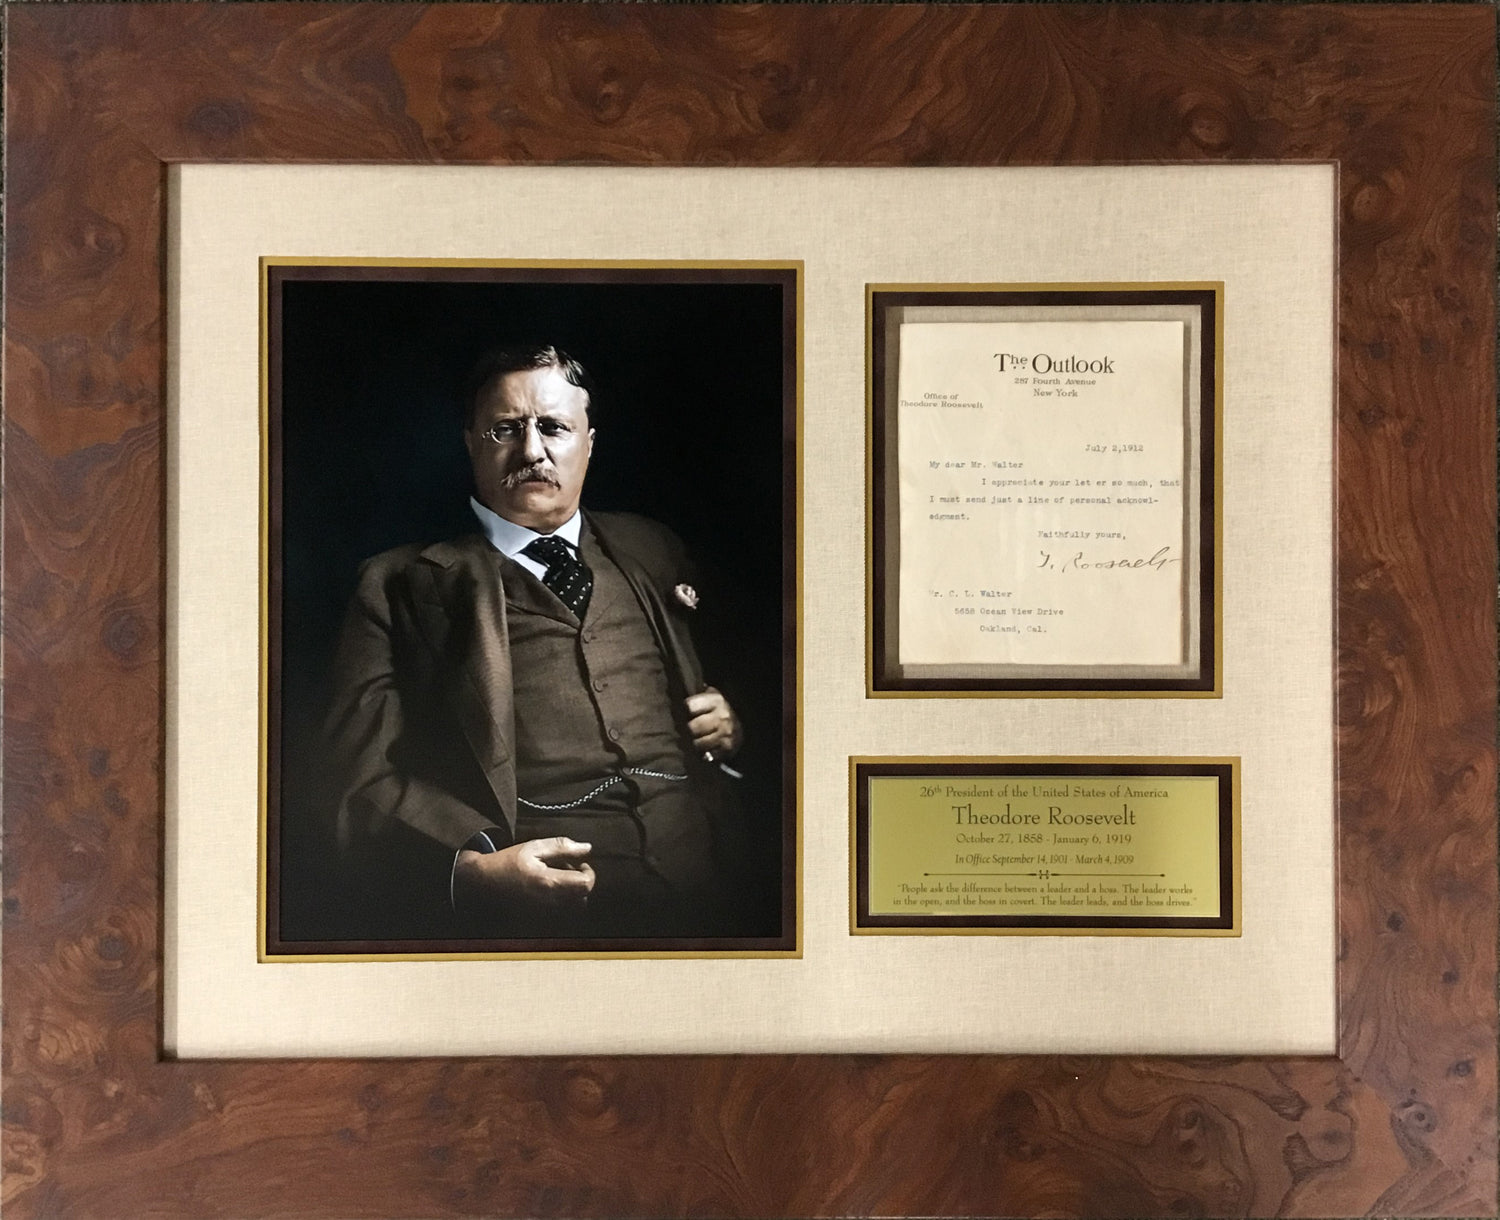 The Outlook
287 Fourth Avenue
New York
Office of
Theodore Roosevelt
July 2,1912
My dear Mr. Walter
I appreciate your let er so much, that
I must send just a line of personal acknowl-
edgment.
Faithfully yours,
T. Roosevelt
Mr. C. L. Walter
5658 Ocean View Drive
Oakland, Cal.
26th President of the United States of America
Theodore Roosevelt
October 27, 1858 - January 6, 1919
In Office September 14, 1901 - March 4, 1909
"People ask the difference between a leader and a boss. The leader works
in the open, and the boss in covert. The leader leads, and the boss drives."